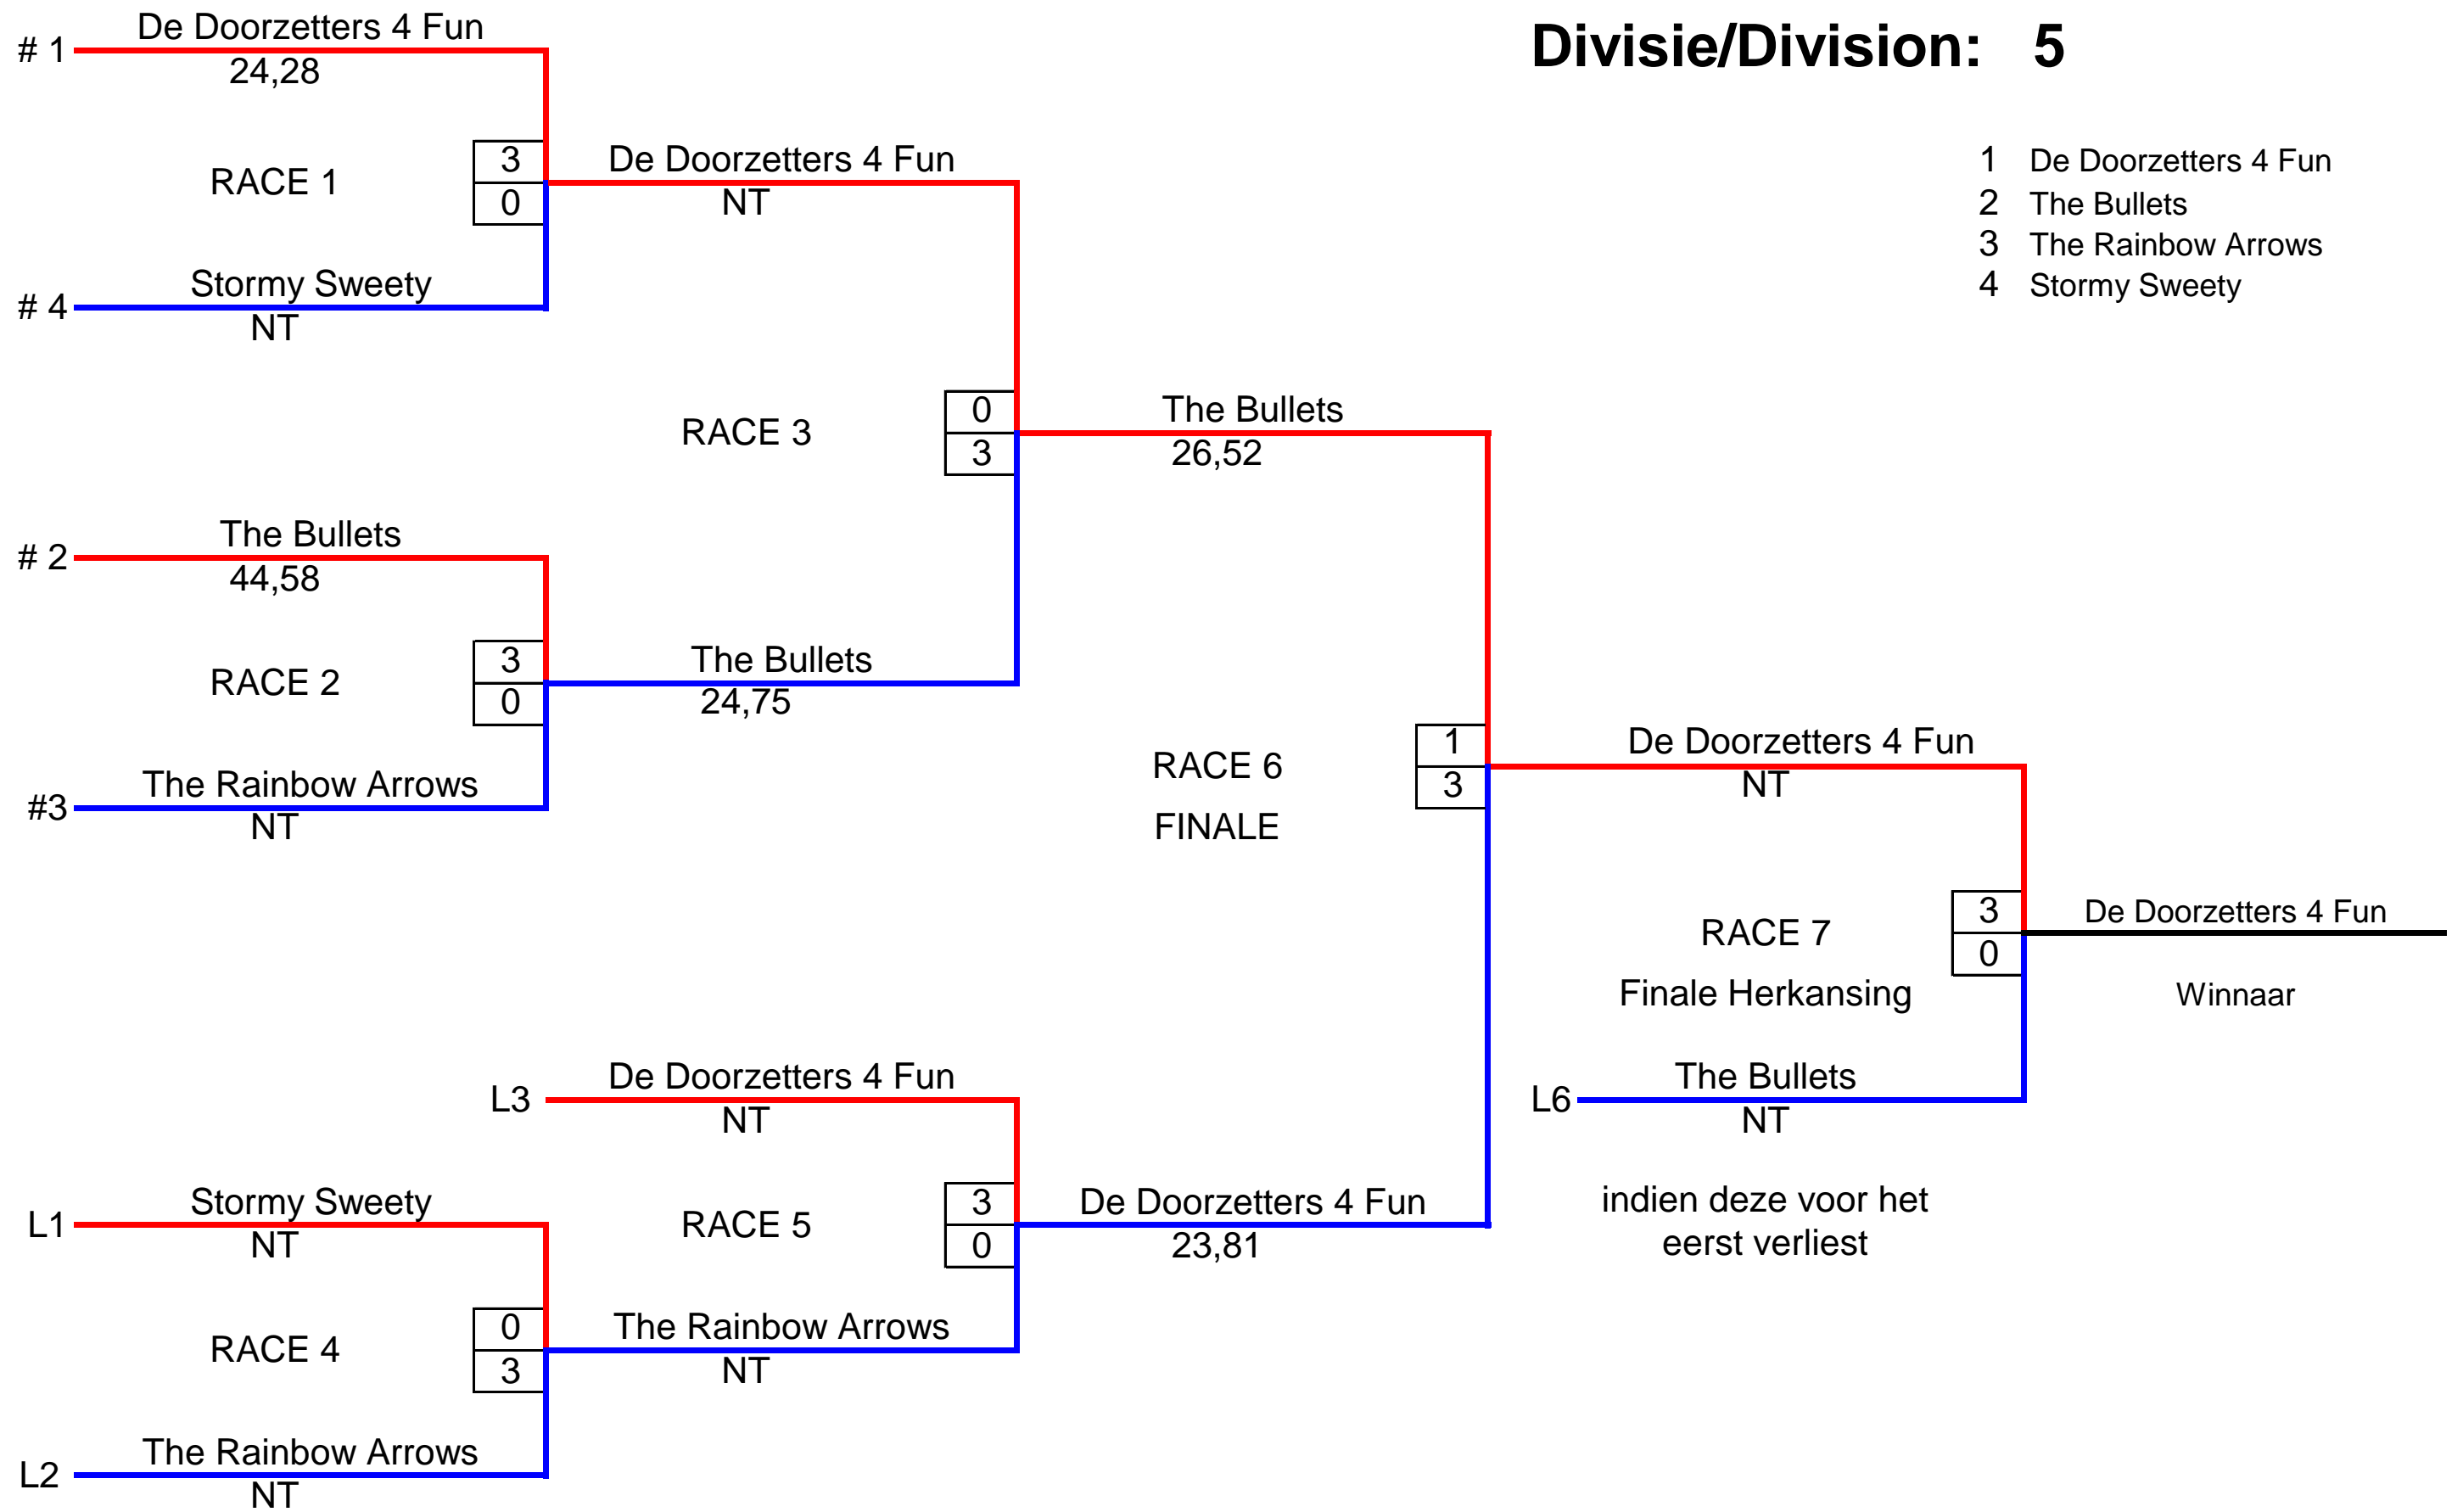 Divisie/Division: 5
1 De Doorzetters 4 Fun
2 The Bullets
3 The Rainbow Arrows
4 Stormy Sweety
# 1
De Doorzetters 4 Fun
24,28
RACE 1
3
0
# 4
Stormy Sweety
NT
# 2
The Bullets
44,58
RACE 2
3
0
#3
The Rainbow Arrows
NT
De Doorzetters 4 Fun
NT
RACE 3
0
3
The Bullets
24,75
L1
Stormy Sweety
NT
RACE 4
0
3
L2
The Rainbow Arrows
NT
L3
De Doorzetters 4 Fun
NT
RACE 5
3
0
The Rainbow Arrows
NT
The Bullets
26,52
RACE 6
FINALE
1
3
De Doorzetters 4 Fun
23,81
De Doorzetters 4 Fun
NT
RACE 7
Finale Herkansing
3
0
L6
The Bullets
NT
indien deze voor het
eerst verliest
De Doorzetters 4 Fun
Winnaar